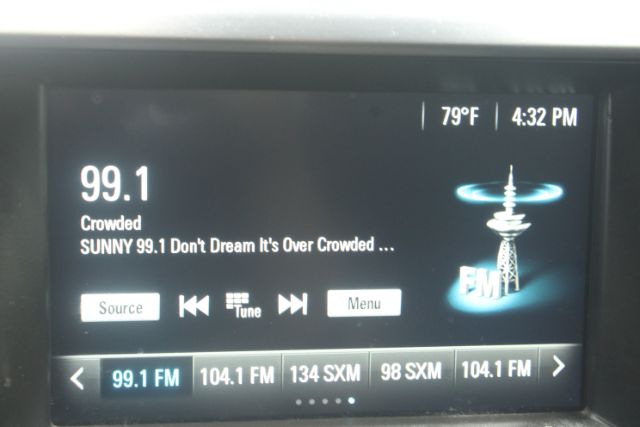 79°F 4:32 PM
99.1
Crowded
SUNNY 99.1 Don't Dream It's Over Crowded ...
FM
Source Tune Menu
99.1 FM 104.1 FM 134 SXM 98 SXM 104.1 FM